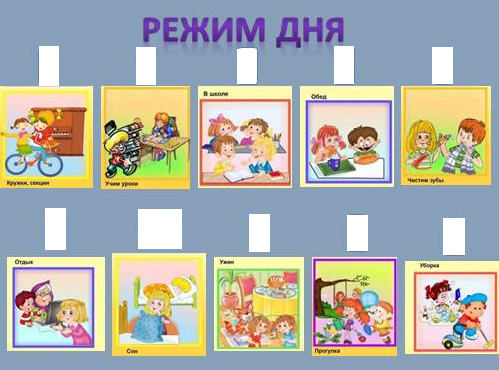 РЕЖИМ ДНЯ
Кружки, секции
Учим уроки
В школе
Обед
Чистим зубы
Отдых
Сон
Ужин
Прогулка
Уборка